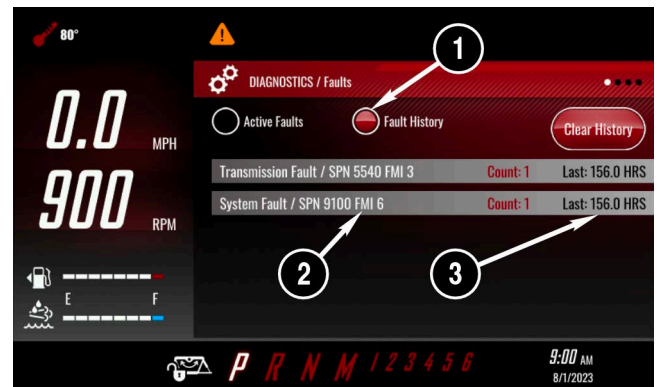 80°
1
DIAGNOSTICS / Faults
Active Faults
Fault History
Clear History
0.0 MPH
Transmission Fault / SPN 5540 FMI 3 Count: 1 Last: 156.0 HRS
System Fault / SPN 9100 FMI 6 Count: 1 Last: 156.0 HRS
900 RPM
2
3
E F
P R N M 1 2 3 4 5 6
9:00 AM
8/1/2023